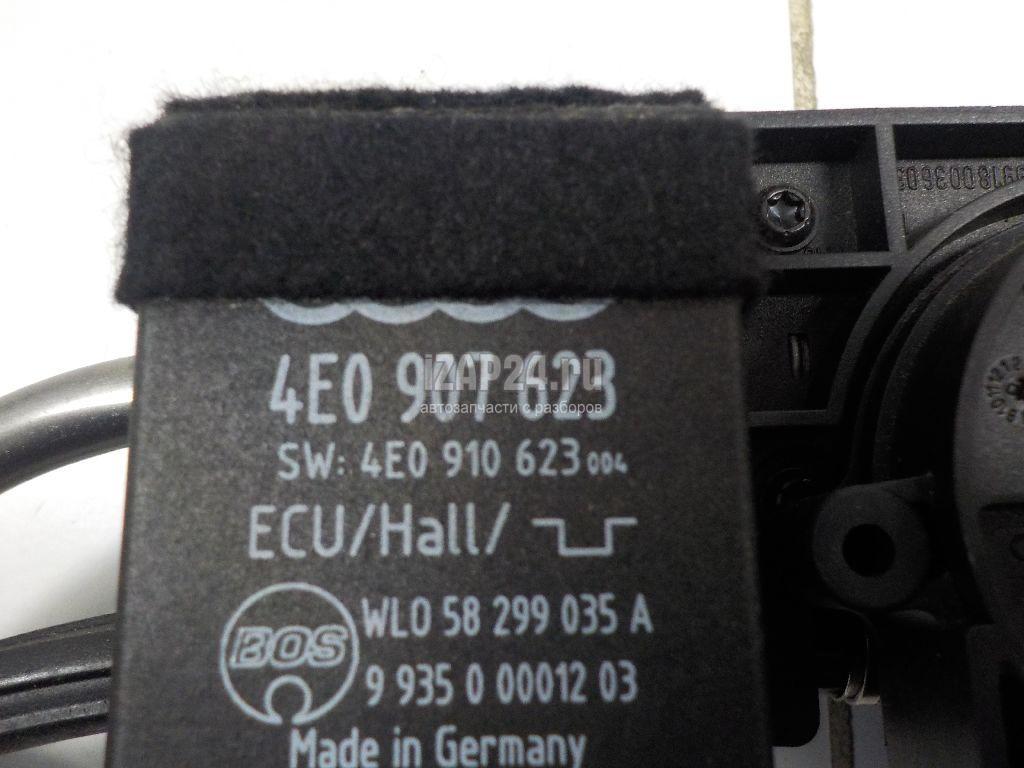 4E0 907 623
iZAP24.ru
автозапчасти с разборов
SW: 4E0 910 623 004
ECU/Hall/
BOS
WLO 58 299 035 A
9 935 0 00012 03
Made in Germany